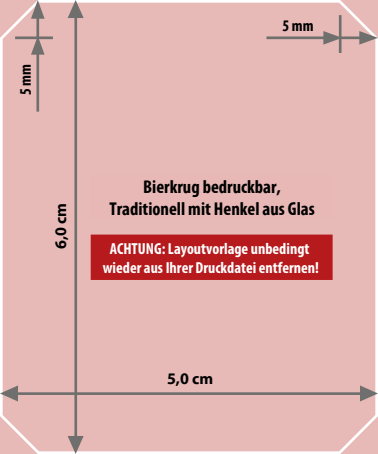 5 mm
5 mm
Bierkrug bedruckbar,
Traditionell mit Henkel aus Glas
6,0 cm
ACHTUNG: Layoutvorlage unbedingt
wieder aus Ihrer Druckdatei entfernen!
5,0 cm